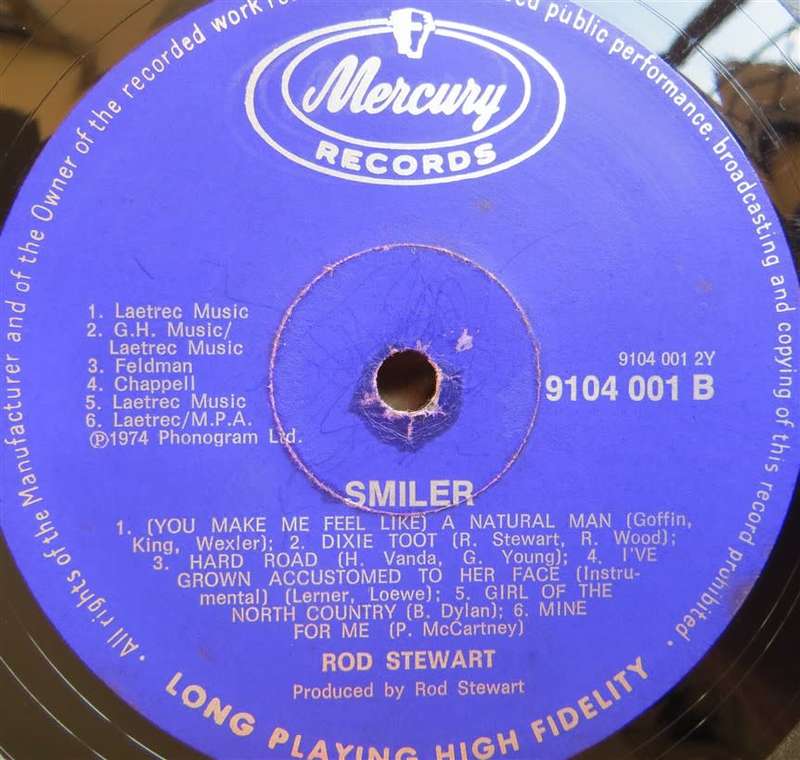 All rights of the Manufacturer and of the Owner of the recorded work
public performance, broadcasting and copying of this record prohibited
Mercury
RECORDS
1. Laetrec Music
2. G.H. Music/
Laetrec Music
3. Feldman
4. Chappell
5. Laetrec Music
6. Laetrec/M.P.A.
℗1974 Phonogram Ltd.
9104 001 2Y
9104 001 B
SMILER
1. (YOU MAKE ME FEEL LIKE) A NATURAL MAN (Goffin,
King, Wexler); 2. DIXIE TOOT (R. Stewart, R. Wood);
3. HARD ROAD (H. Vanda, G. Young); 4. I'VE
GROWN ACCUSTOMED TO HER FACE (Instru-
mental) (Lerner, Loewe); 5. GIRL OF THE
NORTH COUNTRY (B. Dylan); 6. MINE
FOR ME (P. McCartney)
ROD STEWART
Produced by Rod Stewart
LONG PLAYING HIGH FIDELITY